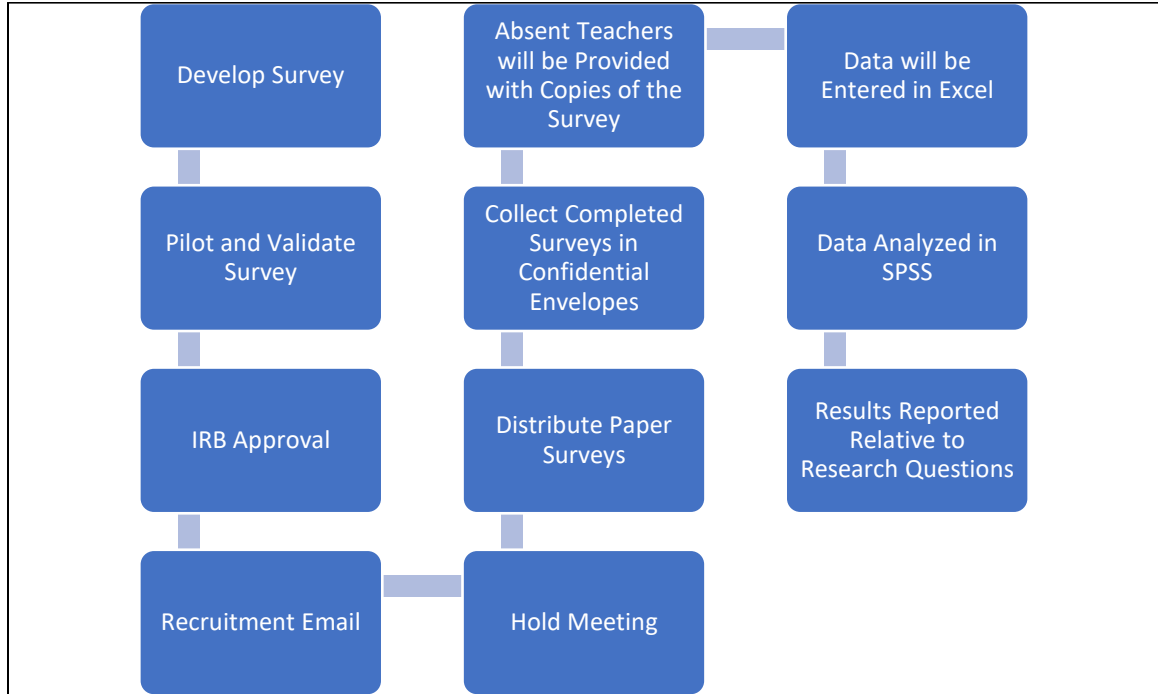 Develop Survey
Pilot and Validate
Survey
IRB Approval
Recruitment Email
Hold Meeting
Distribute Paper
Surveys
Collect Completed
Surveys in
Confidential
Envelopes
Absent Teachers
will be Provided
with Copies of the
Survey
Data will be
Entered in Excel
Data Analyzed in
SPSS
Results Reported
Relative to
Research Questions